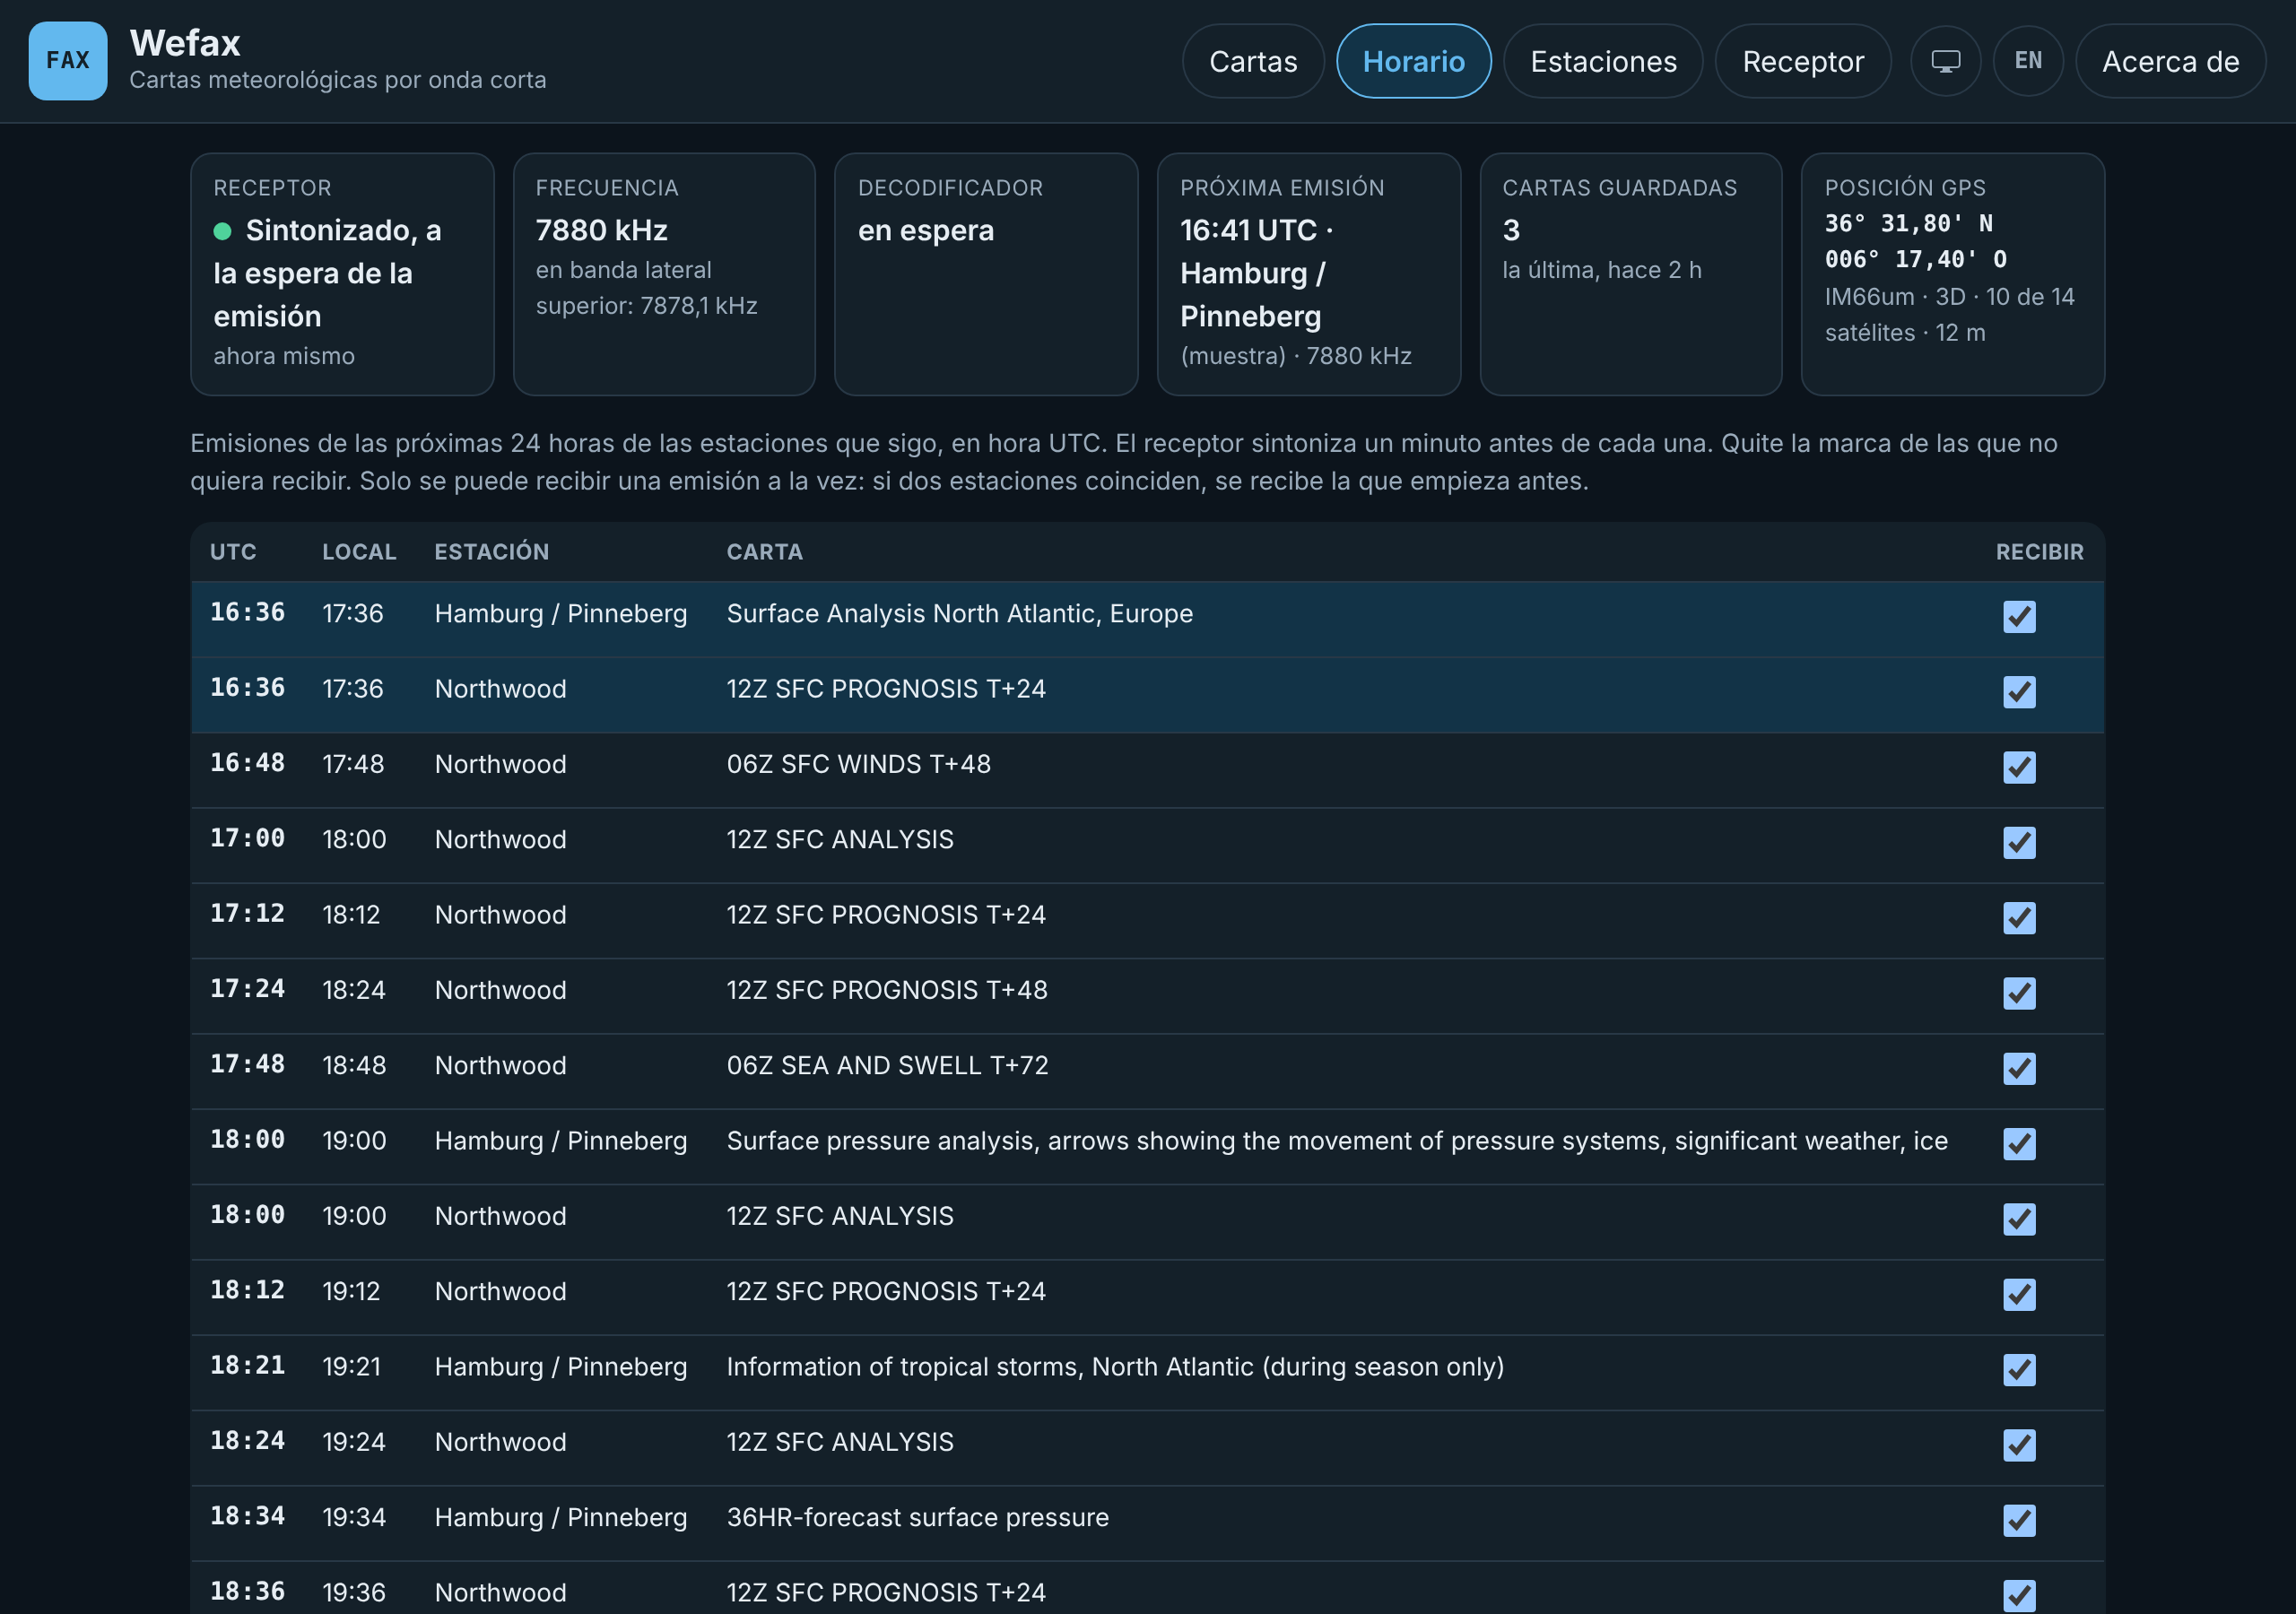 FAX
Wefax
Cartas meteorológicas por onda corta
Cartas
Horario
Estaciones
Receptor
EN
Acerca de
RECEPTOR
Sintonizado, a
la espera de la
emisión
ahora mismo
FRECUENCIA
7880 kHz
en banda lateral
superior: 7878,1 kHz
DECODIFICADOR
en espera
PRÓXIMA EMISIÓN
16:41 UTC ·
Hamburg /
Pinneberg
(muestra) · 7880 kHz
CARTAS GUARDADAS
3
la última, hace 2 h
POSICIÓN GPS
36° 31,80' N
006° 17,40' O
IM66um · 3D · 10 de 14
satélites · 12 m
Emisiones de las próximas 24 horas de las estaciones que sigo, en hora UTC. El receptor sintoniza un minuto antes de cada una. Quite la marca de las que no
quiera recibir. Solo se puede recibir una emisión a la vez: si dos estaciones coinciden, se recibe la que empieza antes.
UTC LOCAL ESTACIÓN CARTA RECIBIR
16:36 17:36 Hamburg / Pinneberg Surface Analysis North Atlantic, Europe
16:36 17:36 Northwood 12Z SFC PROGNOSIS T+24
16:48 17:48 Northwood 06Z SFC WINDS T+48
17:00 18:00 Northwood 12Z SFC ANALYSIS
17:12 18:12 Northwood 12Z SFC PROGNOSIS T+24
17:24 18:24 Northwood 12Z SFC PROGNOSIS T+48
17:48 18:48 Northwood 06Z SEA AND SWELL T+72
18:00 19:00 Hamburg / Pinneberg Surface pressure analysis, arrows showing the movement of pressure systems, significant weather, ice
18:00 19:00 Northwood 12Z SFC ANALYSIS
18:12 19:12 Northwood 12Z SFC PROGNOSIS T+24
18:21 19:21 Hamburg / Pinneberg Information of tropical storms, North Atlantic (during season only)
18:24 19:24 Northwood 12Z SFC ANALYSIS
18:34 19:34 Hamburg / Pinneberg 36HR-forecast surface pressure
18:36 19:36 Northwood 12Z SFC PROGNOSIS T+24